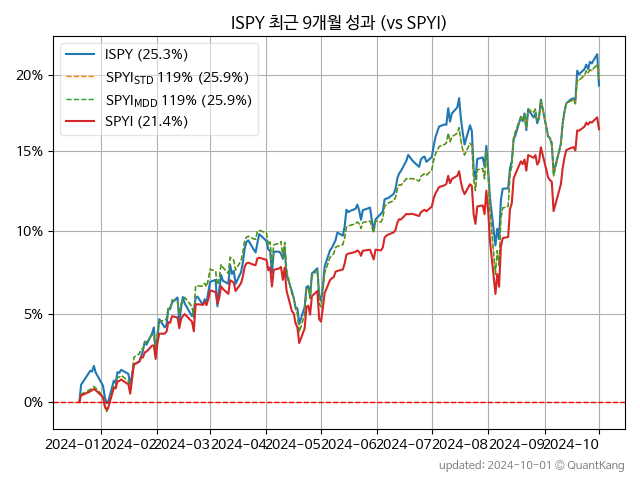 ISPY 최근 9개월 성과 (vs SPYI)
ISPY (25.3%)
SPYI_STD 119% (25.9%)
SPYI_MDD 119% (25.9%)
SPYI (21.4%)
20%
15%
10%
5%
0%
2024-01 2024-02 2024-03 2024-04 2024-05 2024-06 2024-07 2024-08 2024-09 2024-10
updated: 2024-10-01 © QuantKang